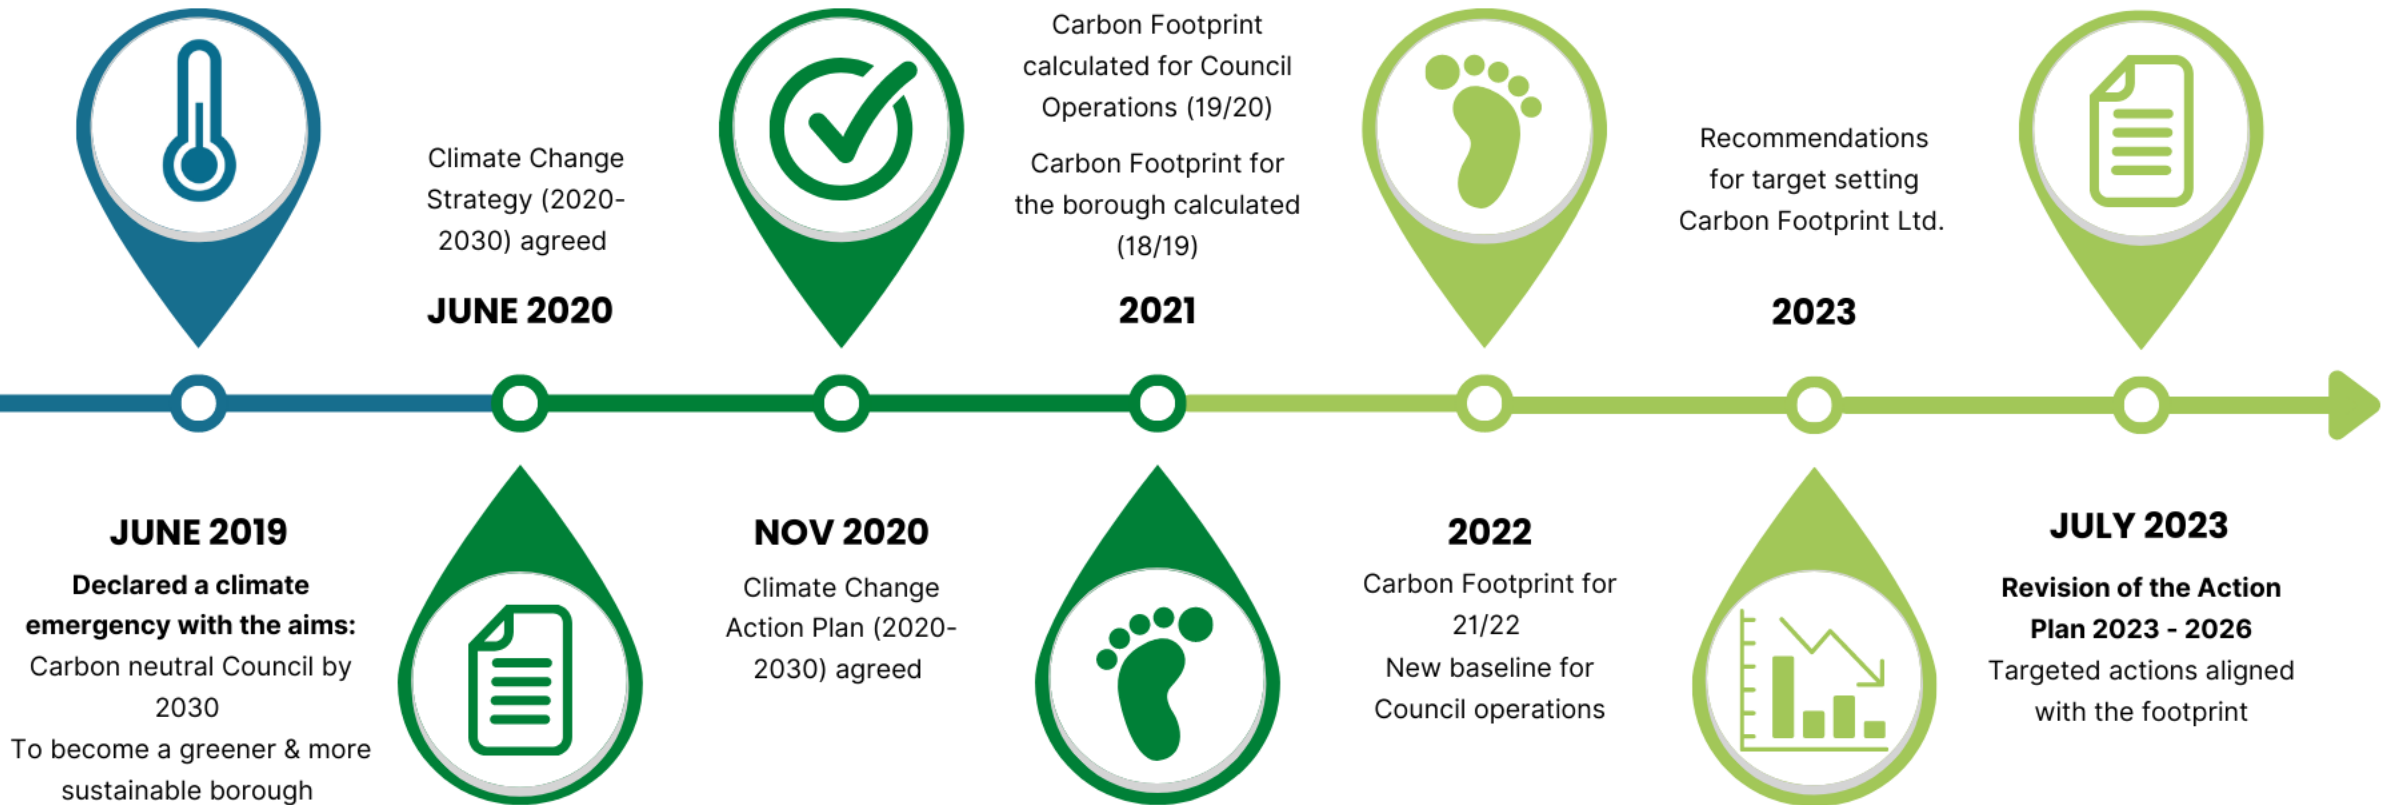 JUNE 2019
Declared a climate
emergency with the aims:
Carbon neutral Council by
2030
To become a greener & more
sustainable borough
Climate Change
Strategy (2020-
2030) agreed
JUNE 2020
NOV 2020
Climate Change
Action Plan (2020-
2030) agreed
Carbon Footprint
calculated for Council
Operations (19/20)
Carbon Footprint for
the borough calculated
(18/19)
2021
2022
Carbon Footprint for
21/22
New baseline for
Council operations
Recommendations
for target setting
Carbon Footprint Ltd.
2023
JULY 2023
Revision of the Action
Plan 2023 - 2026
Targeted actions aligned
with the footprint